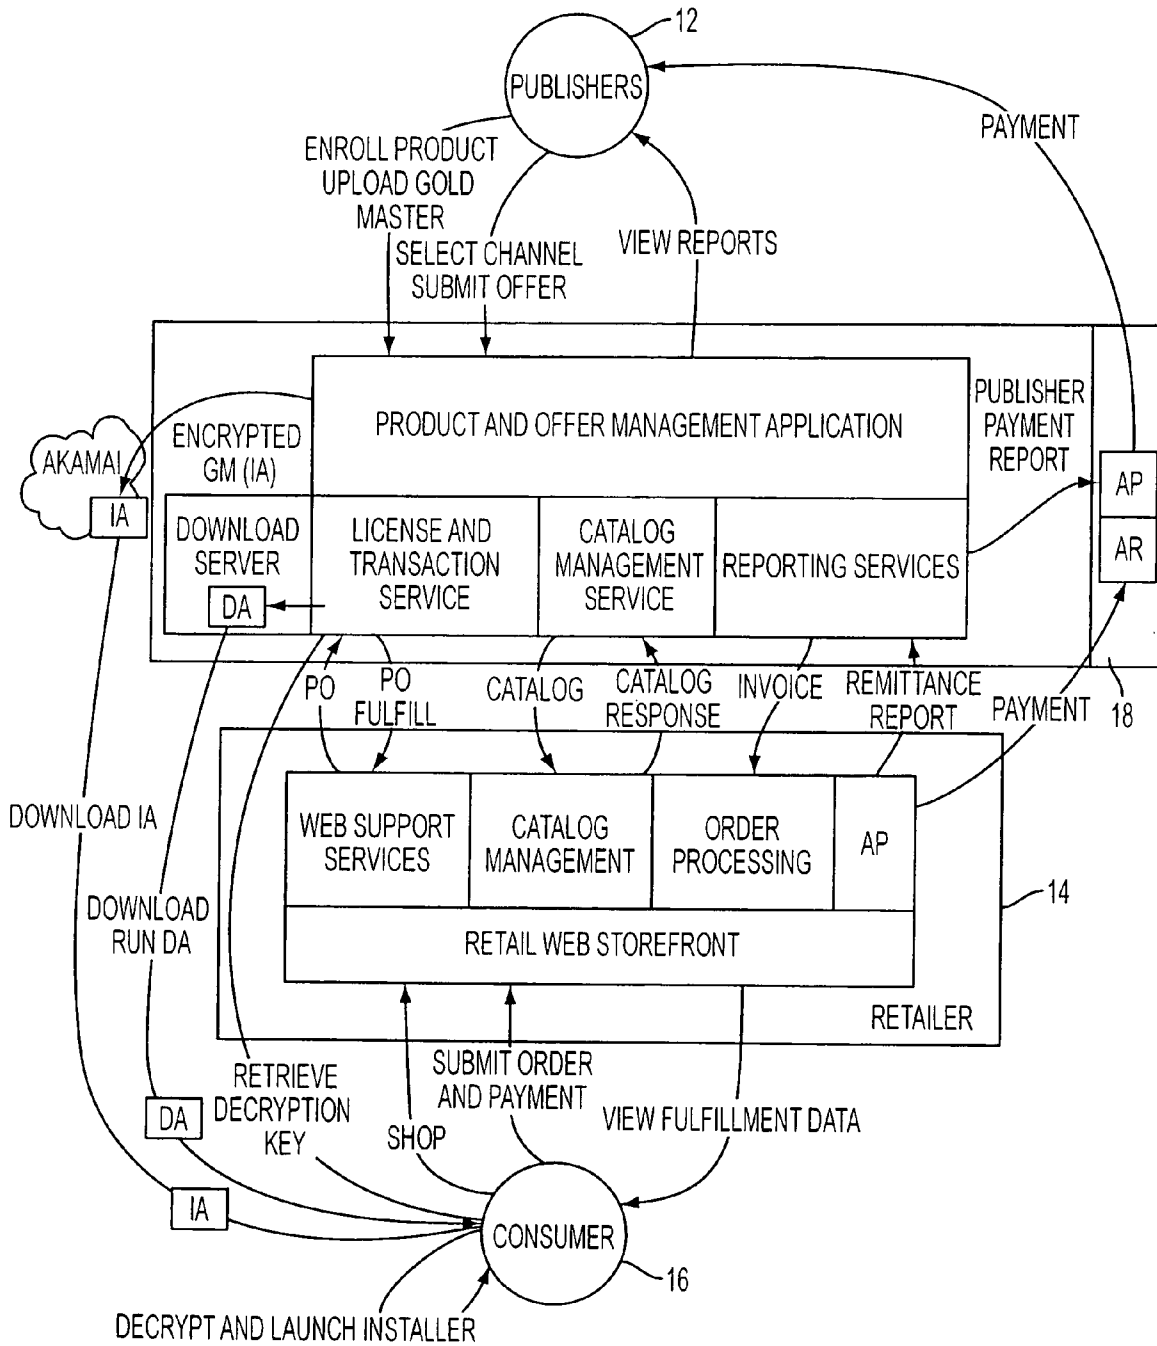 12
PUBLISHERS
PAYMENT
ENROLL PRODUCT
UPLOAD GOLD
MASTER
SELECT CHANNEL
SUBMIT OFFER
VIEW REPORTS
PRODUCT AND OFFER MANAGEMENT APPLICATION
PUBLISHER
PAYMENT
REPORT
ENCRYPTED
GM (IA)
AKAMAI
IA
AP
AR
DOWNLOAD
SERVER
DA
LICENSE AND
TRANSACTION
SERVICE
CATALOG
MANAGEMENT
SERVICE
REPORTING SERVICES
PO
PO
FULFILL
CATALOG
CATALOG
RESPONSE
INVOICE
REMITTANCE
REPORT
PAYMENT
18
DOWNLOAD IA
WEB SUPPORT
SERVICES
CATALOG
MANAGEMENT
ORDER
PROCESSING
AP
14
DOWNLOAD
RUN DA
RETAIL WEB STOREFRONT
RETAILER
RETRIEVE
DECRYPTION
KEY
SUBMIT ORDER
AND PAYMENT
DA
SHOP
VIEW FULFILLMENT DATA
IA
CONSUMER
16
DECRYPT AND LAUNCH INSTALLER